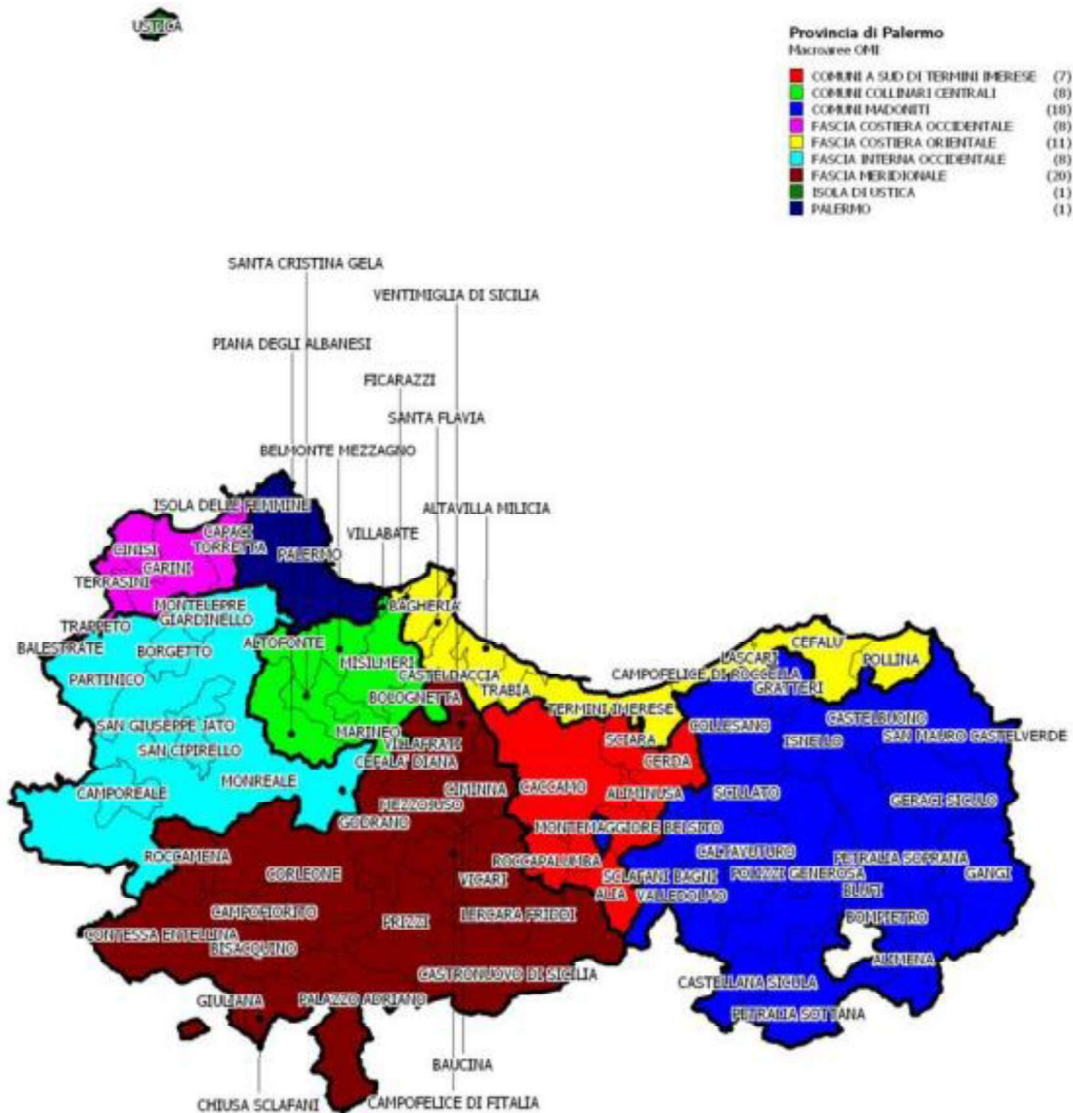 USTICA
Provincia di Palermo
Macroaree OMI
COMUNI A SUD DI TERMINI IMERESE (7)
COMUNI COLLINARI CENTRALI (8)
COMUNI MADONITI (18)
FASCIA COSTIERA OCCIDENTALE (8)
FASCIA COSTIERA ORIENTALE (11)
FASCIA INTERNA OCCIDENTALE (8)
FASCIA MERIDIONALE (20)
ISOLA DI USTICA (1)
PALERMO (1)
SANTA CRISTINA GELA
VENTIMIGLIA DI SICILIA
PIANA DEGLI ALBANESI
FICARAZZI
SANTA FLAVIA
BELMONTE MEZZAGNO
ISOLA DELLE FEMMINE
ALTAVILLA MILICIA
VILLABATE
CAPACI
TORRETTA
CINISI
PALERMO
CARINI
TERRASINI
MONTELEPRE
BAGHERIA
GIARDINELLO
TRAPPETO
ALTOFONTE
BALESTRATE
BORGETTO
MISILMERI
CASTELDACCIA
PARTINICO
BOLOGNETTA
TRABIA
CEFALU
LASCARI
POLLINA
CAMPOFELICE DI ROCCELLA
GRATTERI
TERMINI IMERESE
SAN GIUSEPPE JATO
MARINEO
COLLESANO
CASTELBUONO
SAN CIPIRELLO
VILLAFRATI
SCIARA
ISNELLO
SAN MAURO CASTELVERDE
CEFALA' DIANA
CERDA
CAMPOREALE
MONREALE
CIMINNA
CACCAMO
ALIMINUSA
SCILLATO
GERACI SICULO
MEZZOJUSO
GODRANO
MONTEMAGGIORE BELSITO
ROCCAMENA
ROCCAPALUMBA
CALTAVUTURO
PETRALIA SOPRANA
CORLEONE
VICARI
SCLAFANI BAGNI
POLIZZI GENEROSA
GANGI
ALIA
VALLEDOLMO
BLUFI
CAMPOFIORITO
PRIZZI
LERCARA FRIDDI
BOMPIETRO
CONTESSA ENTELLINA
BISACQUINO
ALIMENA
CASTRONUOVO DI SICILIA
CASTELLANA SICULA
GIULIANA
PALAZZO ADRIANO
PETRALIA SOTTANA
BAUCINA
CHIUSA SCLAFANI
CAMPOFELICE DI FITALIA